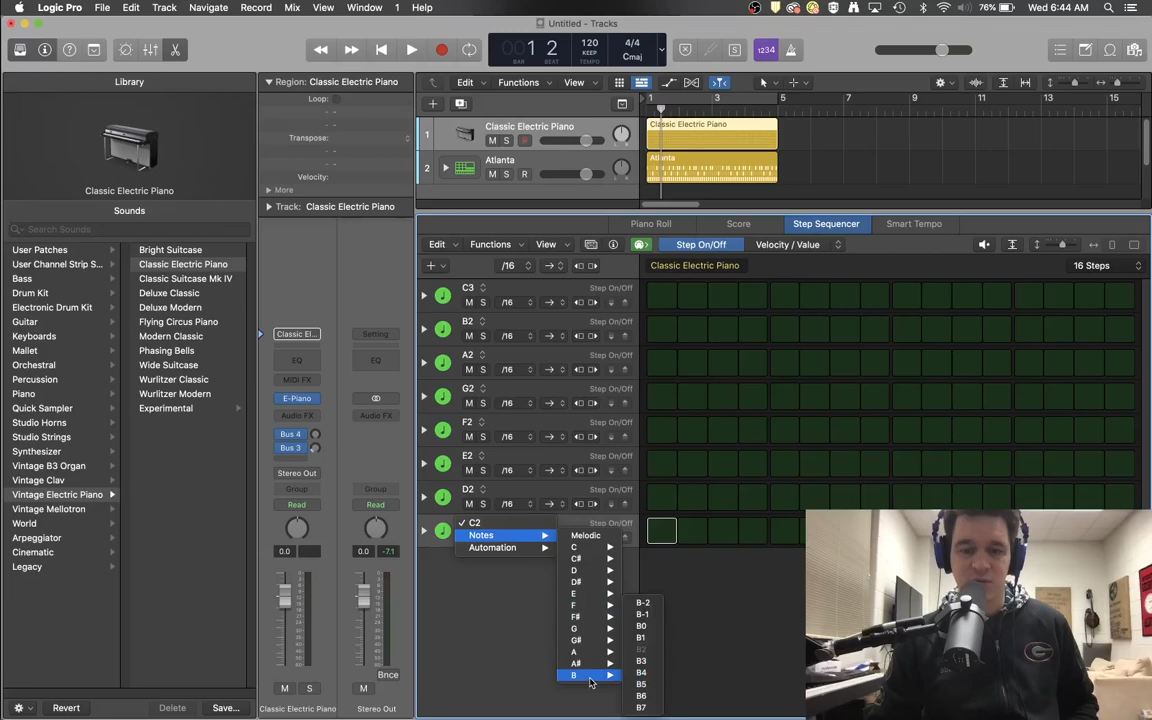 Logic Pro File Edit Track Navigate Record Mix View Window 1 Help 76% Wed 6:44 AM
Untitled - Tracks
001 2 120 4/4
BAR BEAT KEEP TEMPO Cmaj
1234
Library
Region: Classic Electric Piano
Loop:
Transpose:
Velocity:
More
Track: Classic Electric Piano
Edit Functions View
1 3 5 7 9 11 13 15
1 Classic Electric Piano
M S R
Classic Electric Piano
2 Atlanta
M S R
Atlanta
Classic Electric Piano
Sounds
Search Sounds
User Patches
User Channel Strip S...
Bass
Drum Kit
Electronic Drum Kit
Guitar
Keyboards
Mallet
Orchestral
Percussion
Piano
Quick Sampler
Studio Horns
Studio Strings
Synthesizer
Vintage B3 Organ
Vintage Clav
Vintage Electric Piano
Vintage Mellotron
World
Arpeggiator
Cinematic
Legacy
Bright Suitcase
Classic Electric Piano
Classic Suitcase Mk IV
Deluxe Classic
Deluxe Modern
Flying Circus Piano
Modern Classic
Phasing Bells
Wide Suitcase
Wurlitzer Classic
Wurlitzer Modern
Experimental
Revert Delete Save...
Classic El... Setting
EQ EQ
MIDI FX
E-Piano
Audio FX Audio FX
Bus 4
Bus 3
Stereo Out
Group Group
Read Read
0.0 0.0 -7.1
Bnce
M S M
Classic Electric Piano Stereo Out
Piano Roll Score Step Sequencer Smart Tempo
Edit Functions View Step On/Off Velocity / Value
/16 Classic Electric Piano 16 Steps
C3 Step On/Off
M S /16
B2 Step On/Off
M S /16
A2 Step On/Off
M S /16
G2 Step On/Off
M S /16
F2 Step On/Off
M S /16
E2 Step On/Off
M S /16
D2 Step On/Off
M S /16
✓ C2 Step On/Off
Notes
Automation
Melodic
C
C#
D
D#
E
F
F#
G
G#
A
A#
B
B-2
B-1
B0
B1
B2
B3
B4
B5
B6
B7
G